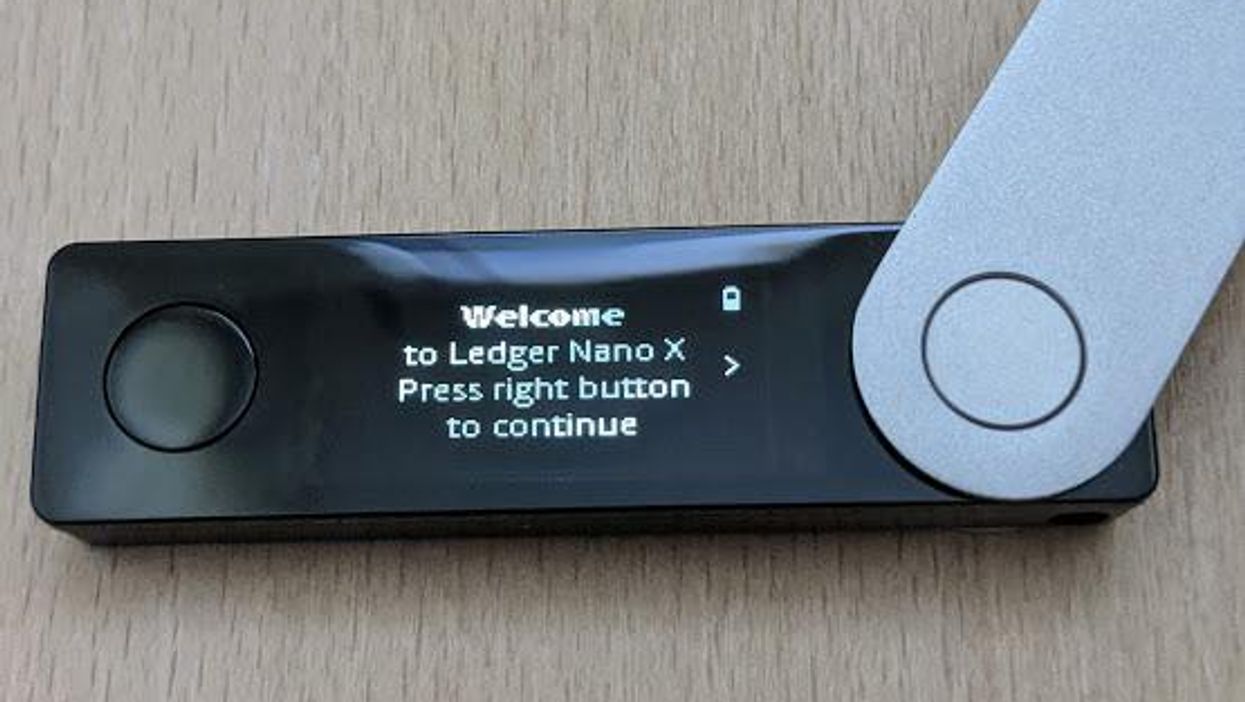 Welcome
to Ledger Nano X
Press right button
to continue
>